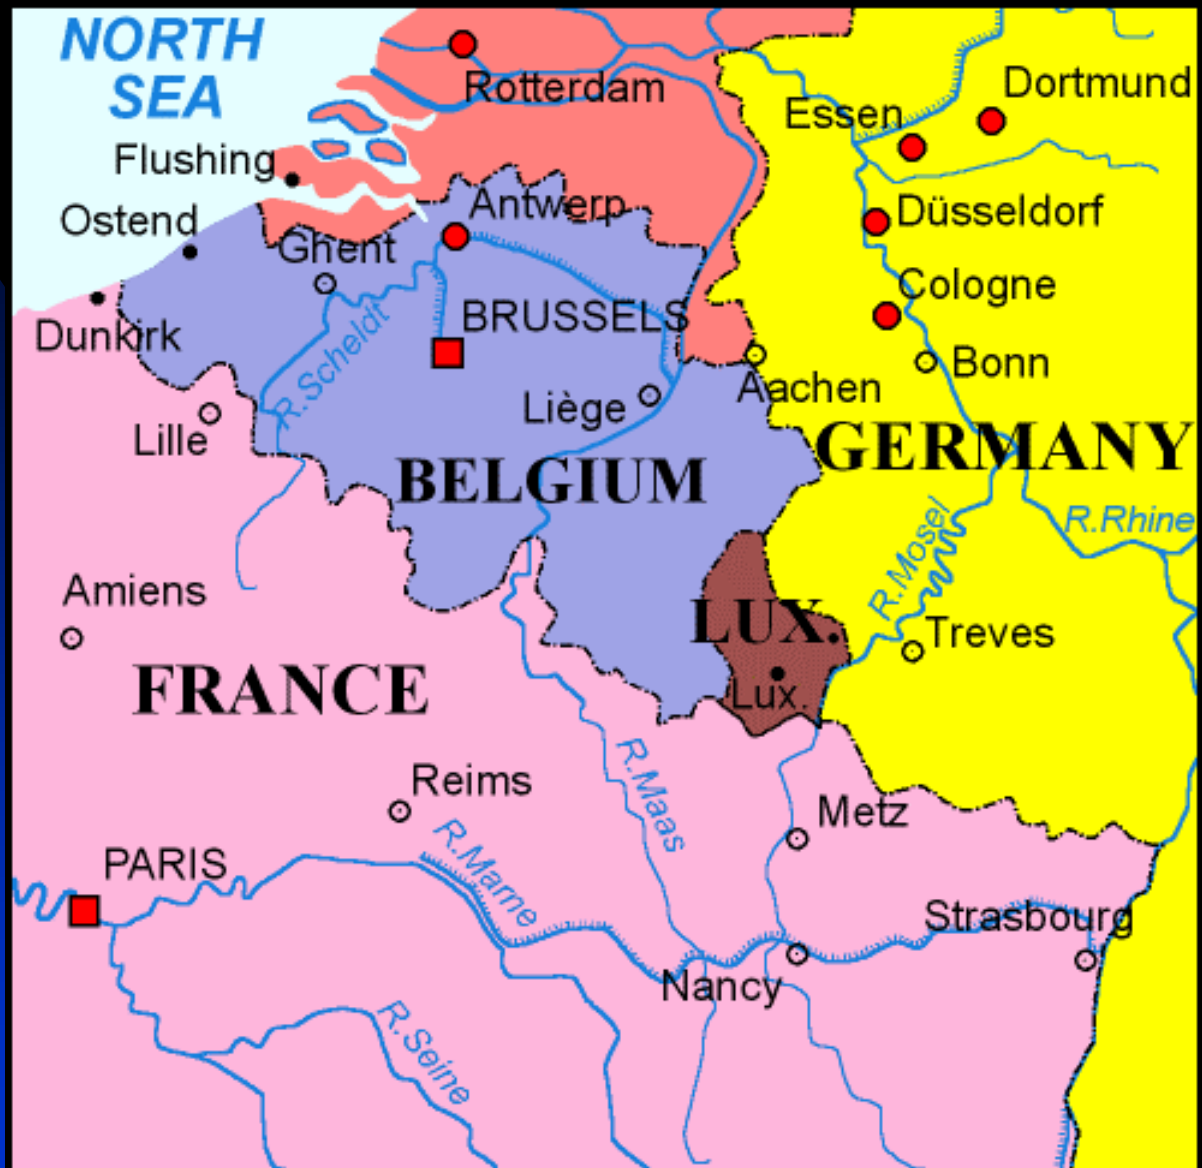 NORTH
SEA
Rotterdam
Dortmund
Essen
Flushing
Antwerp
Düsseldorf
Ostend
Ghent
Cologne
Dunkirk
BRUSSELS
R.Scheldt
Bonn
Aachen
Liège
Lille
GERMANY
BELGIUM
R.Mosel
R.Rhine
Amiens
LUX.
Treves
FRANCE
Lux.
Reims
R.Maas
Metz
R.Marne
PARIS
Strasbourg
Nancy
R.Seine